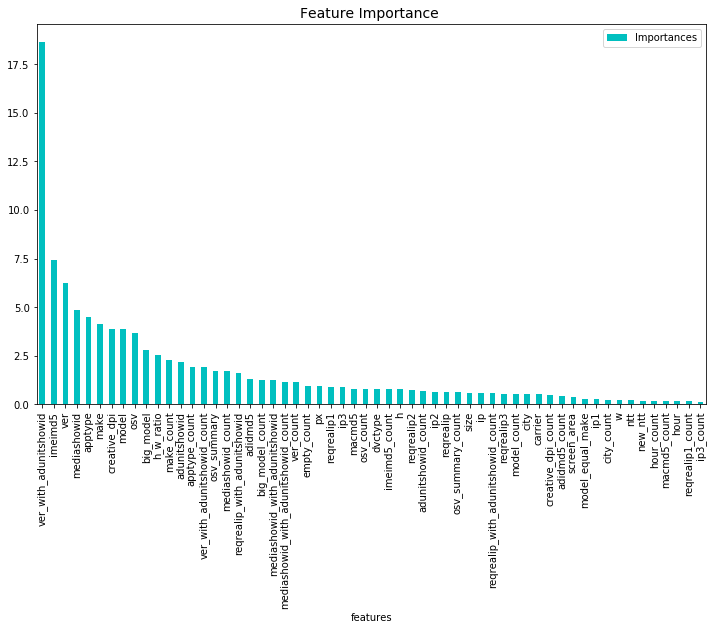 Feature Importance
Importances
17.5
15.0
12.5
10.0
7.5
5.0
2.5
0.0
ver_with_adunitshowid
imeimd5
ver
mediashowid
apptype
make
creative_dpi
model
osv
big_model
h_w_ratio
make_count
adunitshowid
apptype_count
ver_with_adunitshowid_count
osv_summary
mediashowid_count
reqrealip_with_adunitshowid
adidmd5
big_model_count
mediashowid_with_adunitshowid
mediashowid_with_adunitshowid_count
ver_count
empty_count
px
reqrealip1
ip3
macmd5
osv_count
dvctype
imeimd5_count
h
reqrealip2
adunitshowid_count
ip2
reqrealip
osv_summary_count
size
ip
reqrealip_with_adunitshowid_count
reqrealip3
model_count
city
carrier
creative_dpi_count
adidmd5_count
screen_area
model_equal_make
ip1
city_count
w
ntt
new_ntt
hour_count
macmd5_count
hour
reqrealip1_count
ip3_count
features